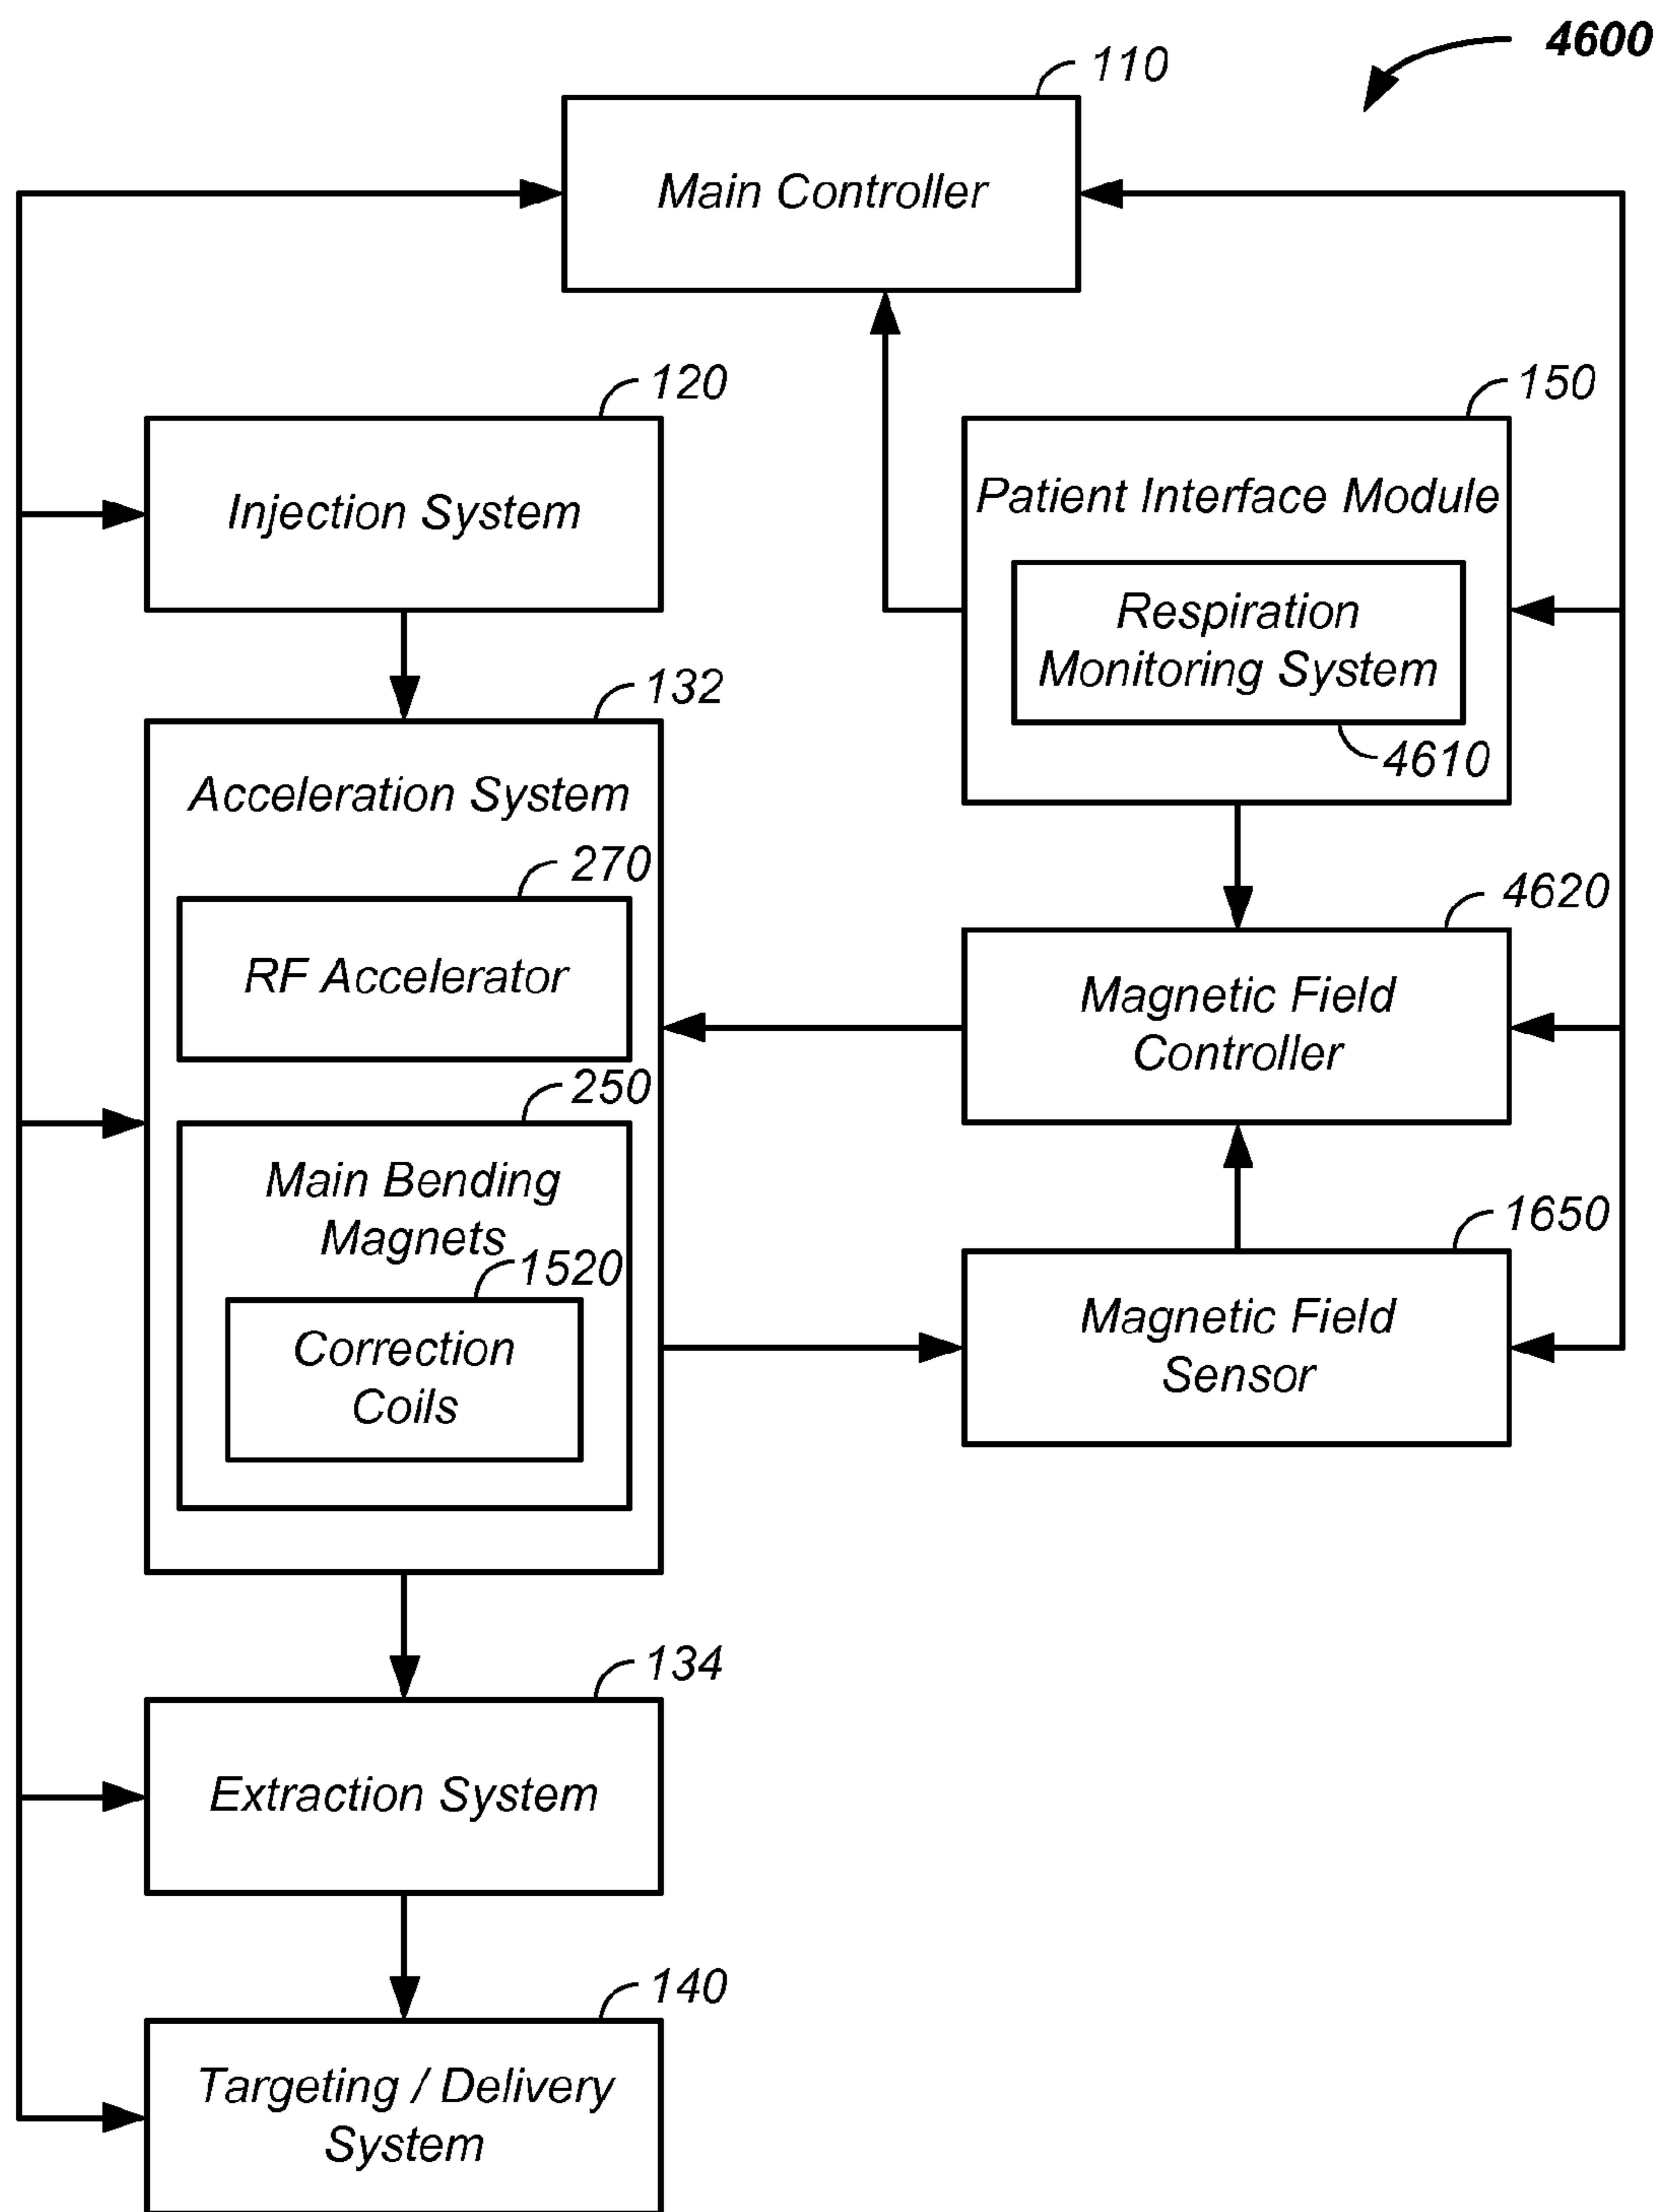 4600
110
Main Controller
120
Injection System
150
Patient Interface Module
Respiration
Monitoring System
4610
132
Acceleration System
270
RF Accelerator
250
Main Bending
Magnets
1520
Correction
Coils
4620
Magnetic Field
Controller
1650
Magnetic Field
Sensor
134
Extraction System
140
Targeting / Delivery
System